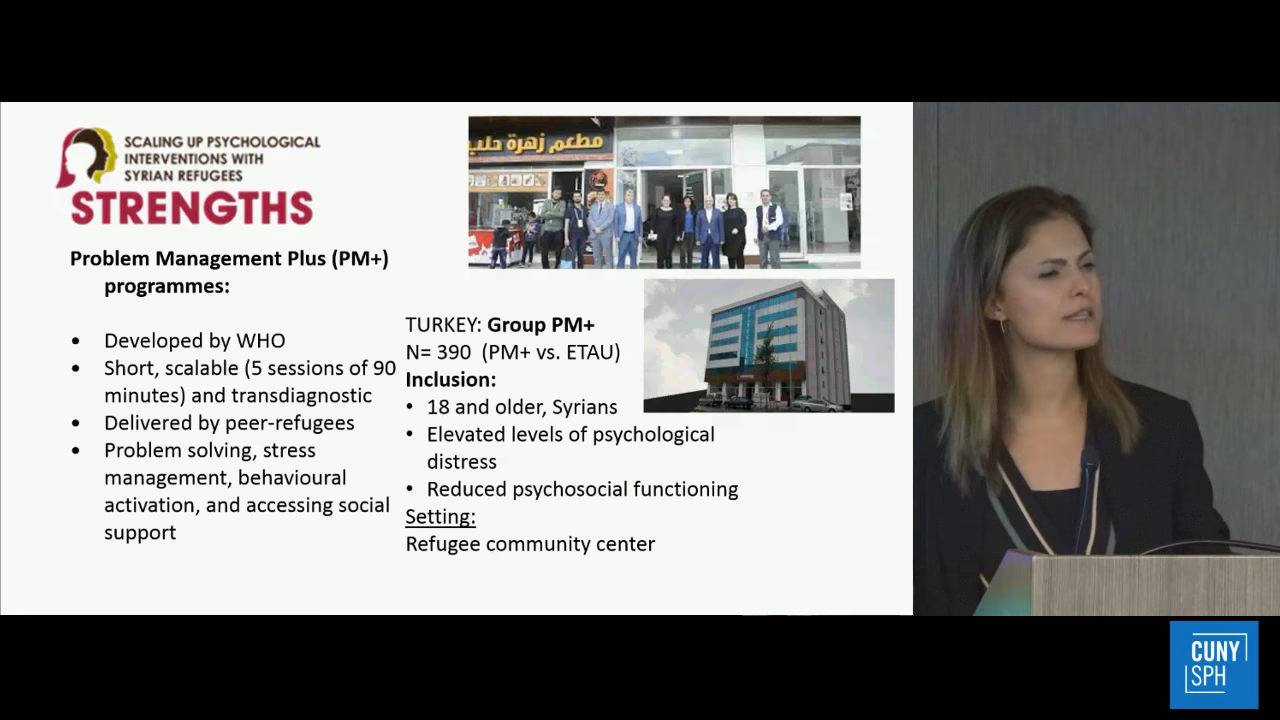 SCALING UP PSYCHOLOGICAL
INTERVENTIONS WITH
SYRIAN REFUGEES
STRENGTHS
Problem Management Plus (PM+)
programmes:
• Developed by WHO
• Short, scalable (5 sessions of 90
minutes) and transdiagnostic
• Delivered by peer-refugees
• Problem solving, stress
management, behavioural
activation, and accessing social
support
مطعم زهرة حلب
TURKEY: Group PM+
N= 390 (PM+ vs. ETAU)
Inclusion:
• 18 and older, Syrians
• Elevated levels of psychological
distress
• Reduced psychosocial functioning
Setting:
Refugee community center
CUNY
SPH